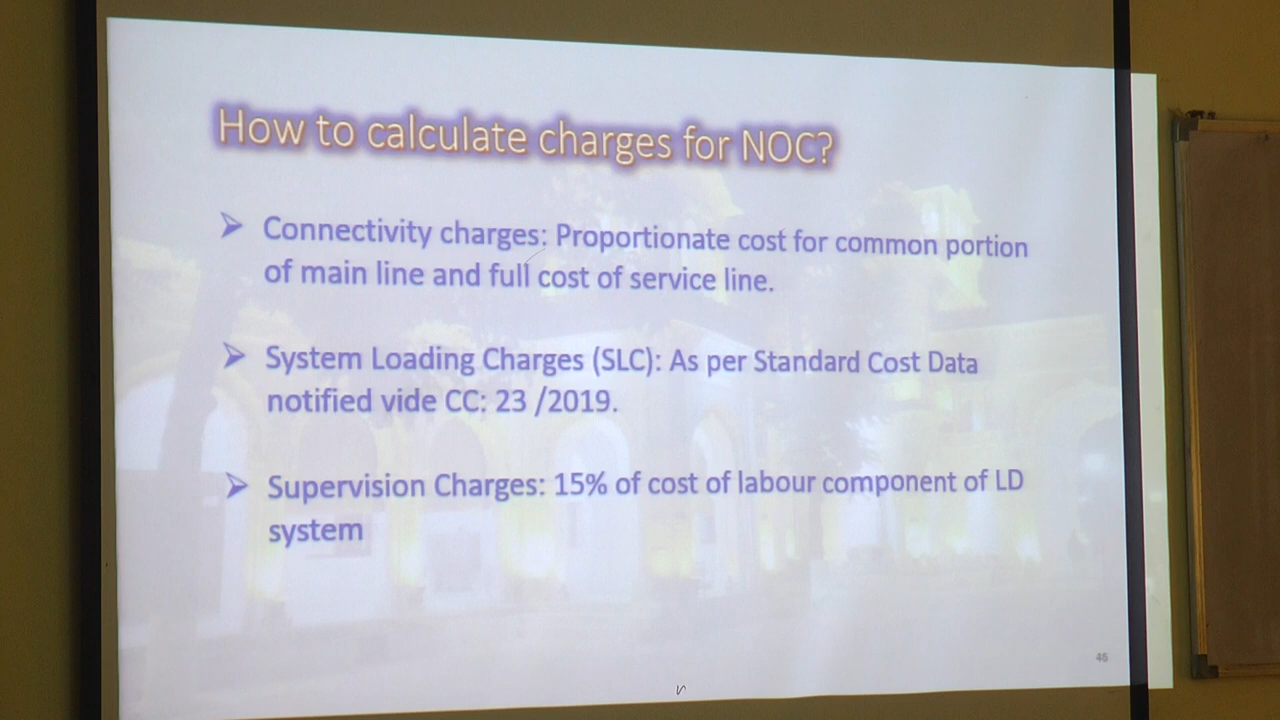 How to calculate charges for NOC?
➤ Connectivity charges: Proportionate cost for common portion
of main line and full cost of service line.
➤ System Loading Charges (SLC): As per Standard Cost Data
notified vide CC: 23 /2019.
➤ Supervision Charges: 15% of cost of labour component of LD
system